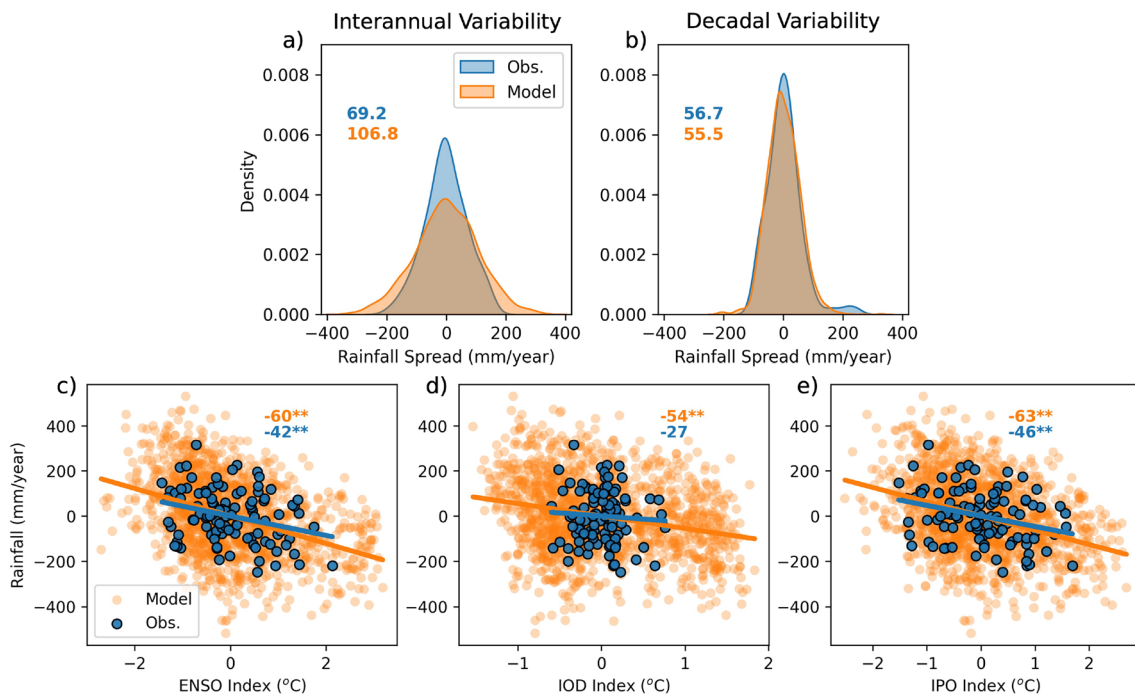 Interannual Variability
Decadal Variability
a)
b)
Obs.
Model
69.2
106.8
56.7
55.5
0.008
0.006
0.004
0.002
0.000
Density
−400 −200 0 200 400
Rainfall Spread (mm/year)
0.008
0.006
0.004
0.002
0.000
−400 −200 0 200 400
Rainfall Spread (mm/year)
c)
-60**
-42**
400
200
0
−200
−400
Rainfall (mm/year)
Model
Obs.
−2 0 2
ENSO Index (°C)
d)
-54**
-27
400
200
0
−200
−400
−1 0 1 2
IOD Index (°C)
e)
-63**
-46**
400
200
0
−200
−400
−2 −1 0 1 2
IPO Index (°C)